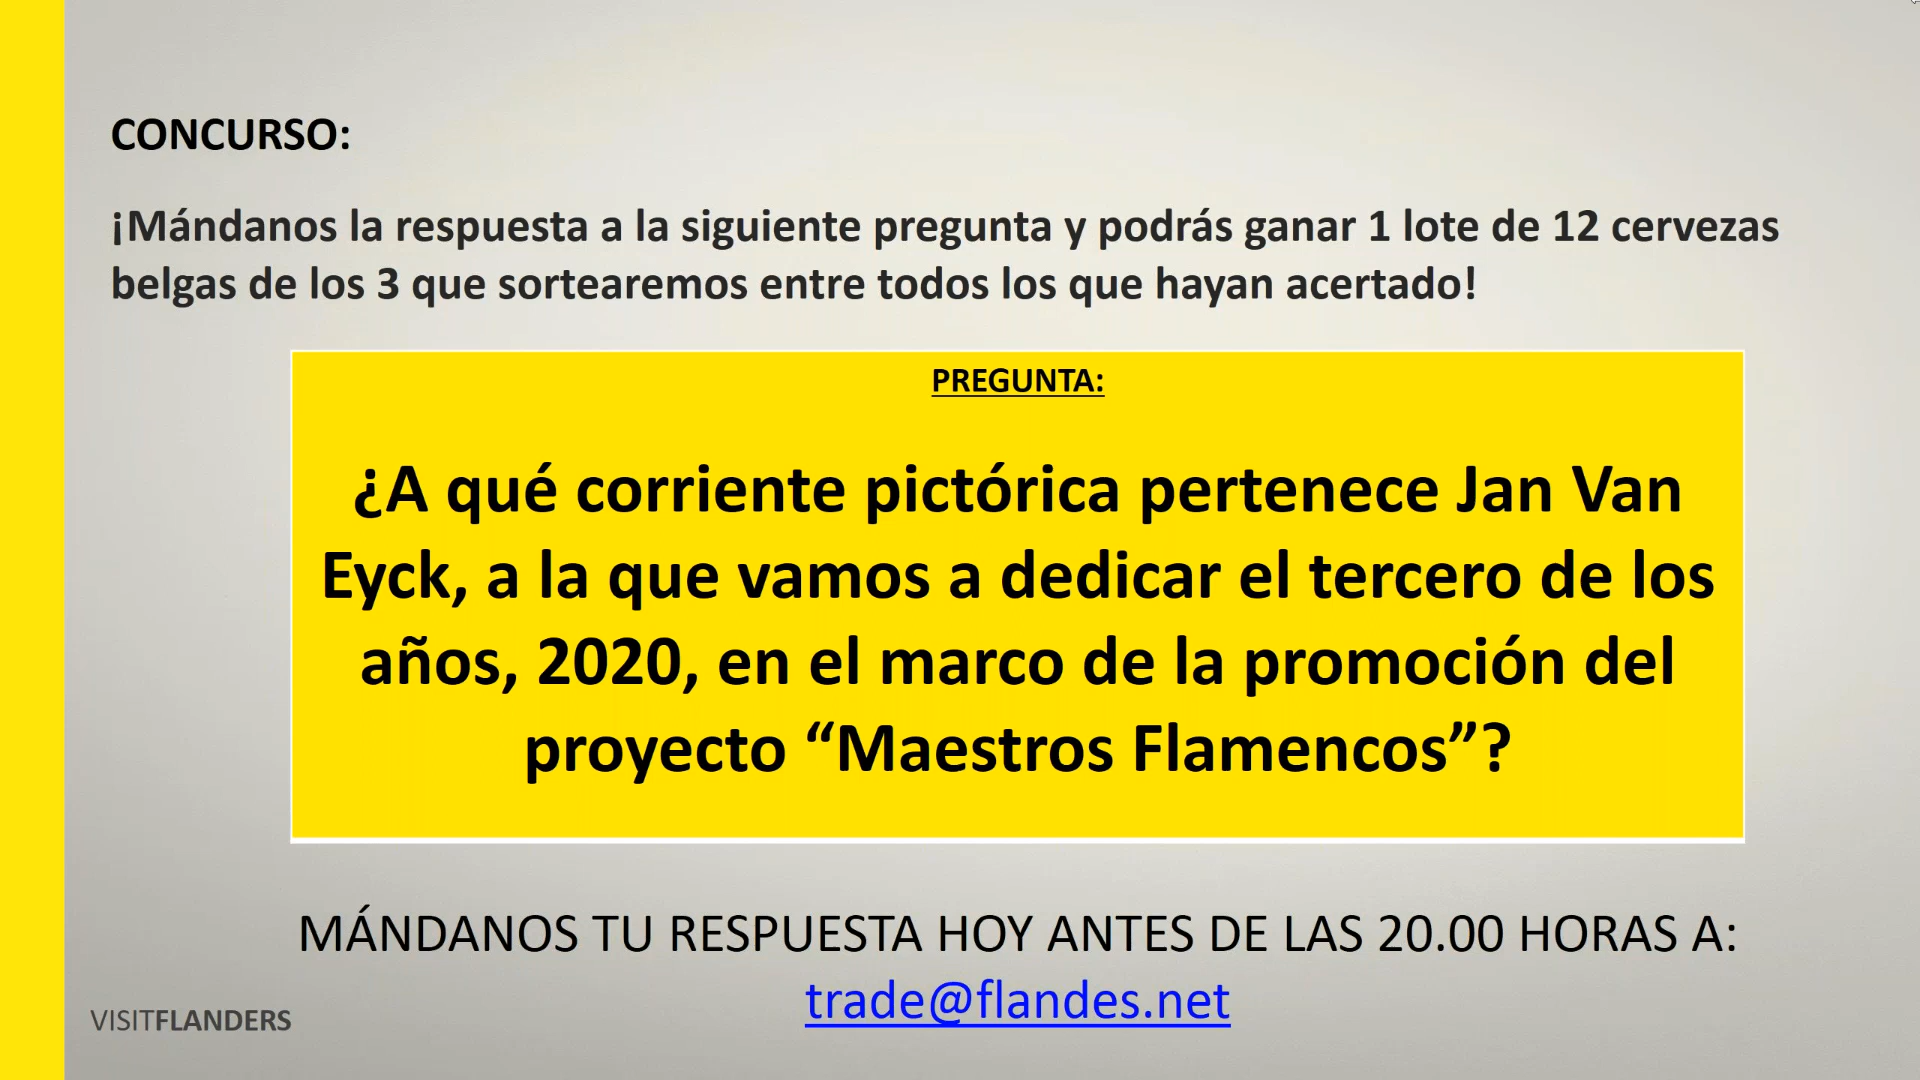 CONCURSO:
¡Mándanos la respuesta a la siguiente pregunta y podrás ganar 1 lote de 12 cervezas
belgas de los 3 que sortearemos entre todos los que hayan acertado!
PREGUNTA:
¿A qué corriente pictórica pertenece Jan Van
Eyck, a la que vamos a dedicar el tercero de los
años, 2020, en el marco de la promoción del
proyecto “Maestros Flamencos”?
MÁNDANOS TU RESPUESTA HOY ANTES DE LAS 20.00 HORAS A:
trade@flandes.net
VISITFLANDERS